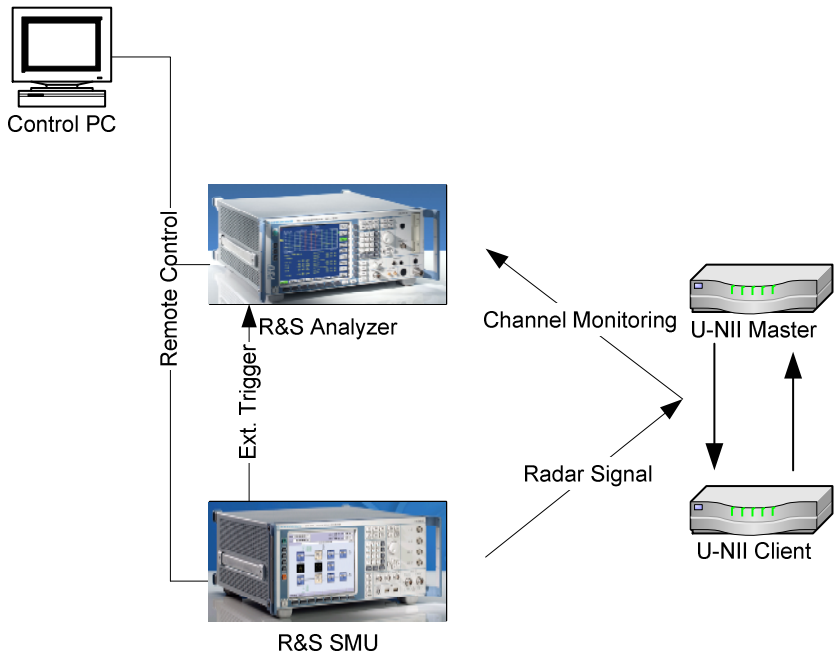 Control PC
Remote Control
R&S Analyzer
Channel Monitoring
U-NII Master
Ext. Trigger
Radar Signal
U-NII Client
R&S SMU